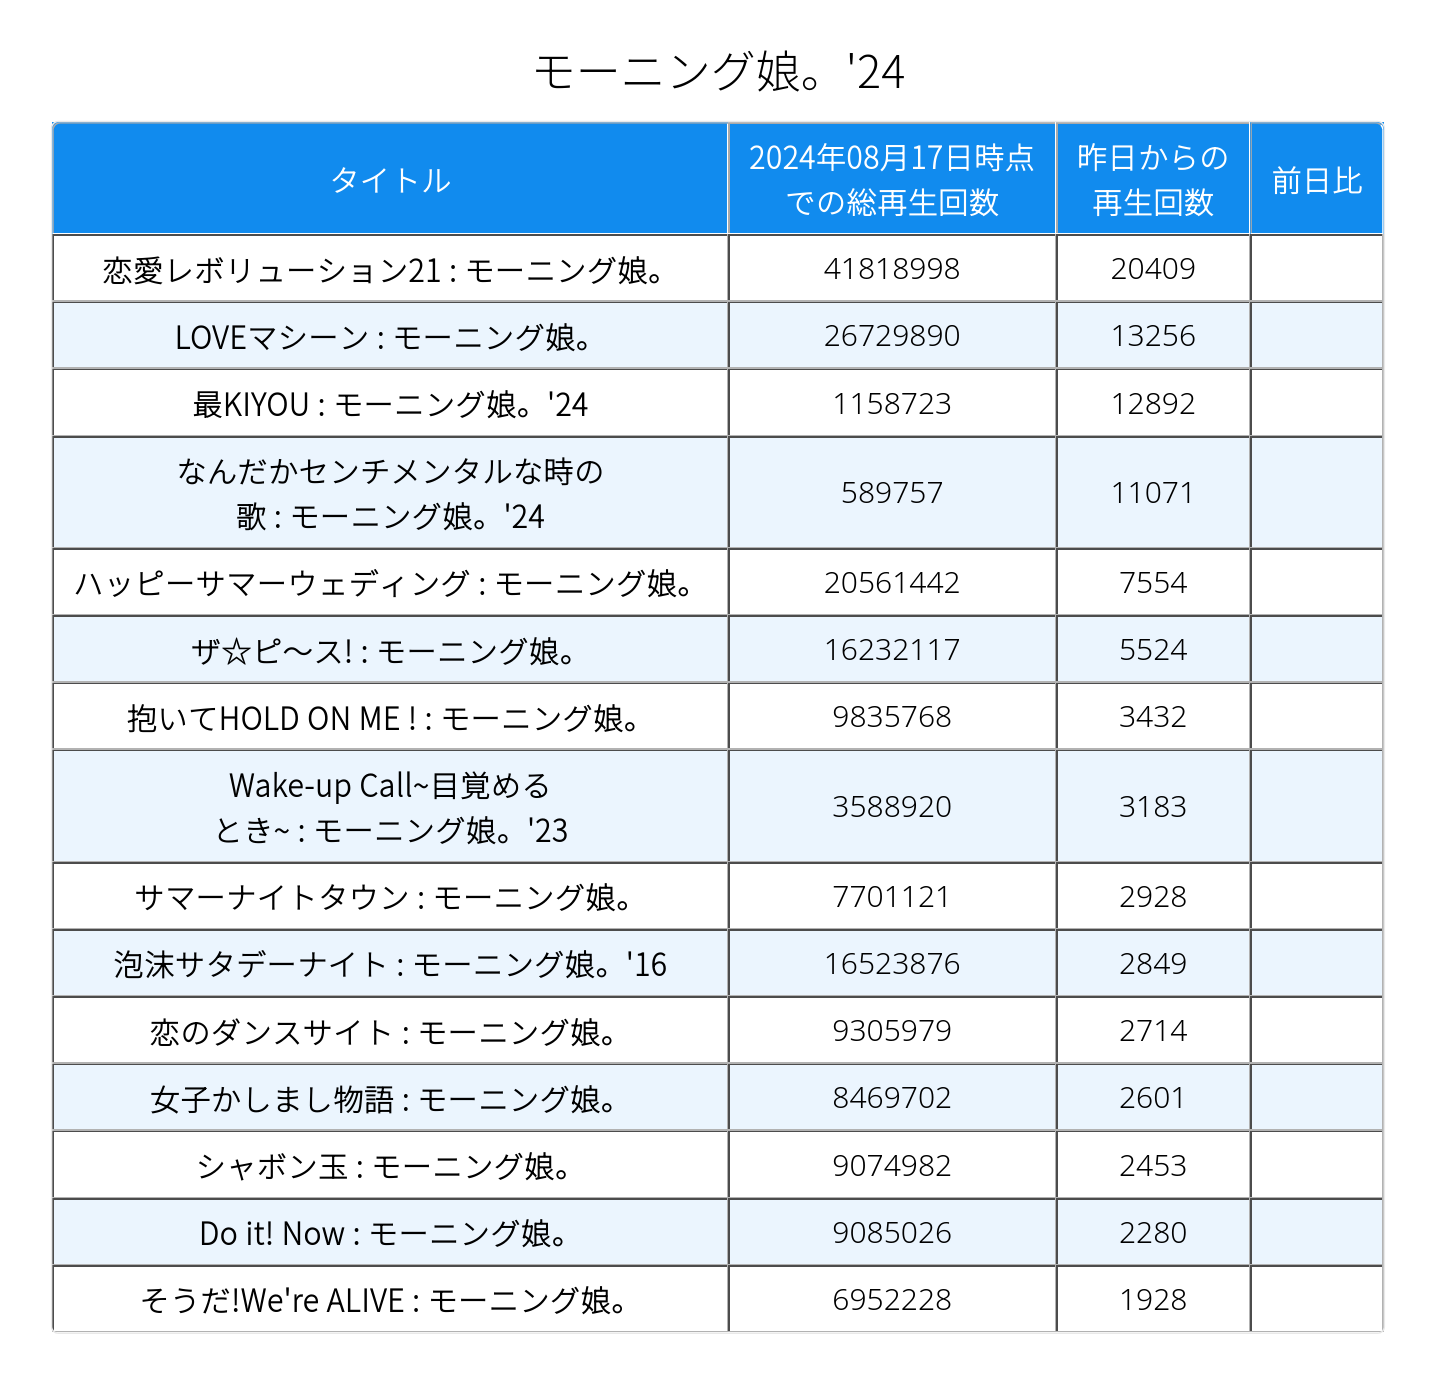 モーニング娘。'24
タイトル
2024年08月17日時点
での総再生回数
昨日からの
再生回数
前日比
恋愛レボリューション21 : モーニング娘。 41818998 20409
LOVEマシーン : モーニング娘。 26729890 13256
最KIYOU : モーニング娘。'24 1158723 12892
なんだかセンチメンタルな時の
歌 : モーニング娘。'24
589757 11071
ハッピーサマーウェディング : モーニング娘。 20561442 7554
ザ☆ピ〜ス! : モーニング娘。 16232117 5524
抱いてHOLD ON ME ! : モーニング娘。 9835768 3432
Wake-up Call~目覚める
とき~ : モーニング娘。'23
3588920 3183
サマーナイトタウン : モーニング娘。 7701121 2928
泡沫サタデーナイト : モーニング娘。'16 16523876 2849
恋のダンスサイト : モーニング娘。 9305979 2714
女子かしまし物語 : モーニング娘。 8469702 2601
シャボン玉 : モーニング娘。 9074982 2453
Do it! Now : モーニング娘。 9085026 2280
そうだ!We're ALIVE : モーニング娘。 6952228 1928